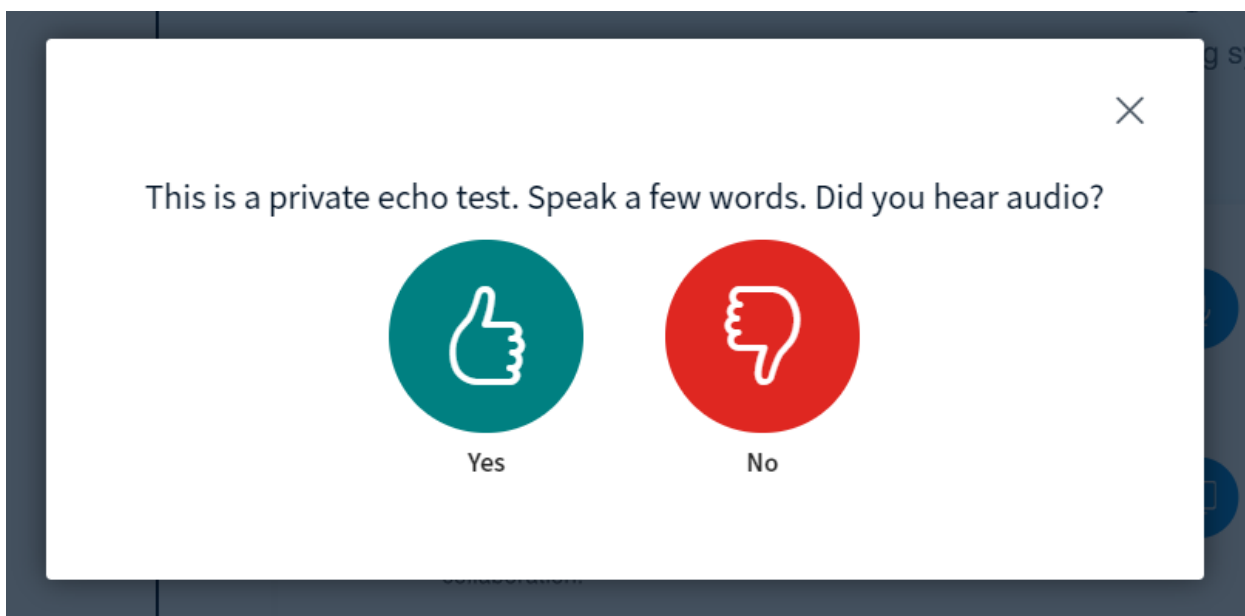 This is a private echo test. Speak a few words. Did you hear audio?
Yes
No